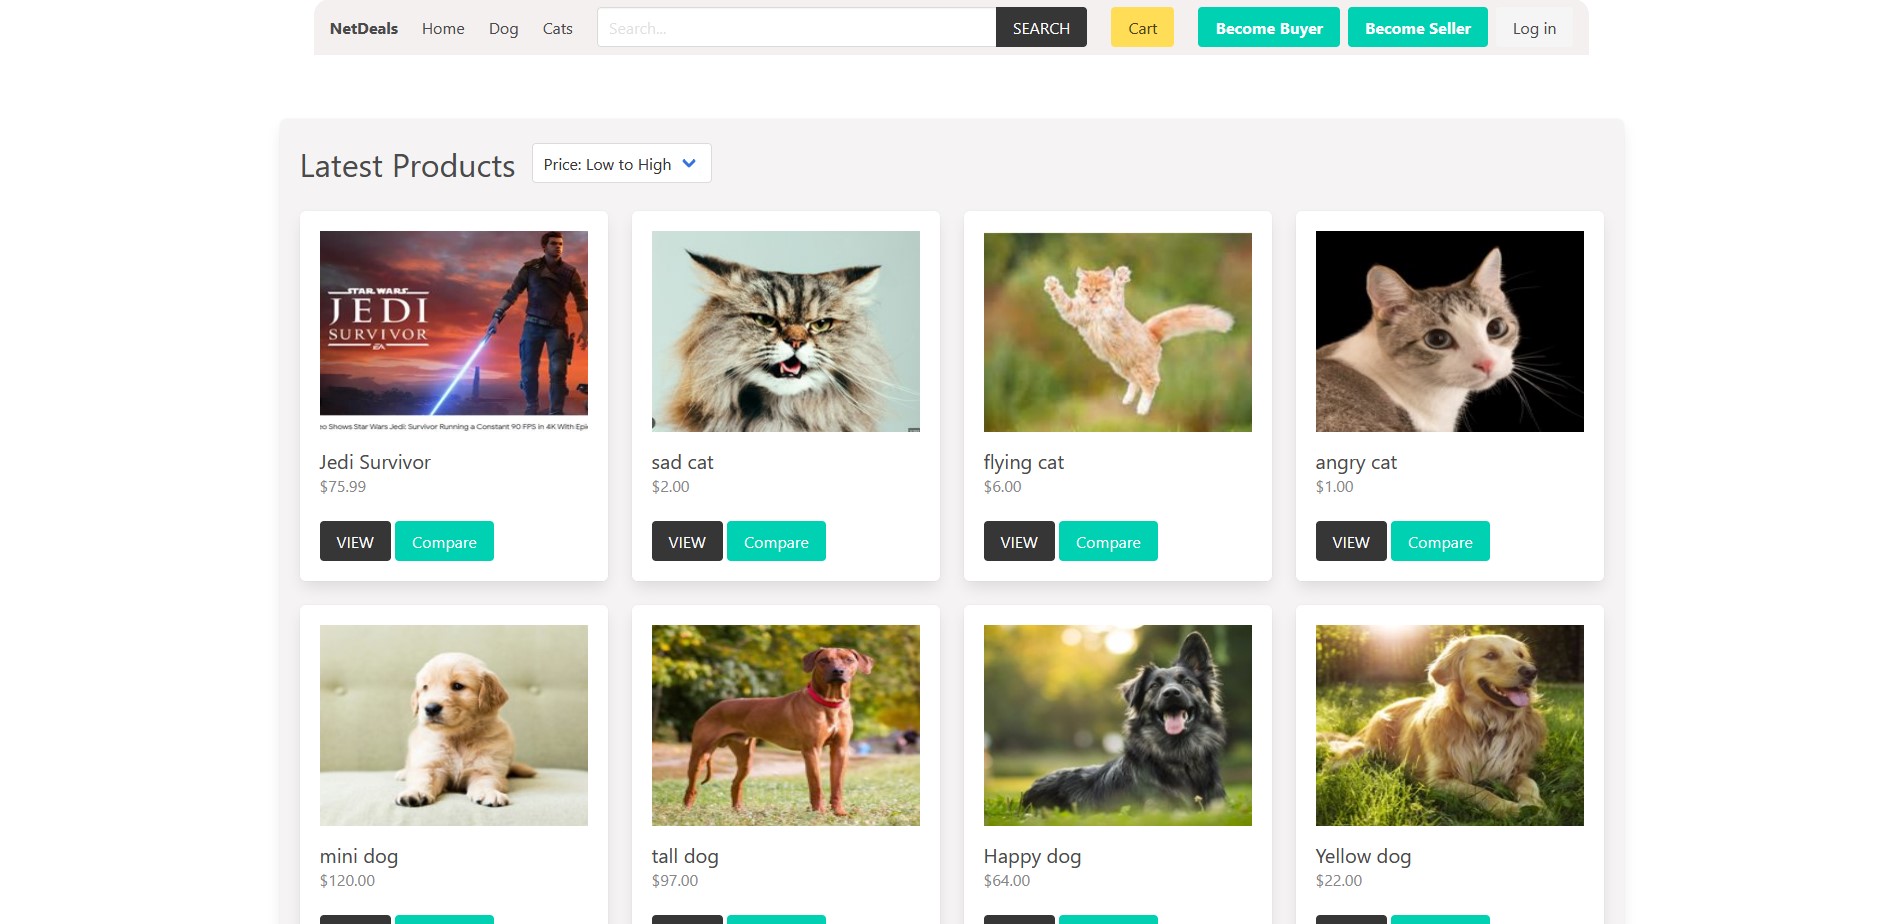 NetDeals Home Dog Cats Search... SEARCH Cart Become Buyer Become Seller Log in
Latest Products Price: Low to High
STAR WARS
JEDI
SURVIVOR
EA
eo Shows Star Wars Jedi: Survivor Running a Constant 90 FPS in 4K With Epic
Jedi Survivor
$75.99
VIEW Compare
sad cat
$2.00
VIEW Compare
flying cat
$6.00
VIEW Compare
angry cat
$1.00
VIEW Compare
mini dog
$120.00
tall dog
$97.00
Happy dog
$64.00
Yellow dog
$22.00